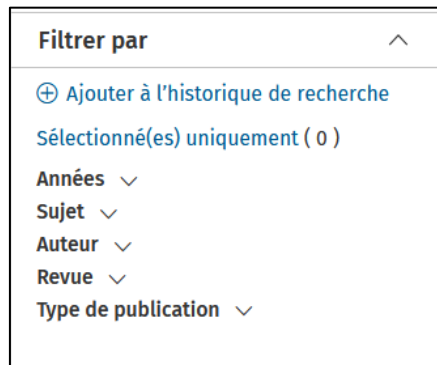 Filtrer par
Ajouter à l’historique de recherche
Sélectionné(es) uniquement ( 0 )
Années
Sujet
Auteur
Revue
Type de publication